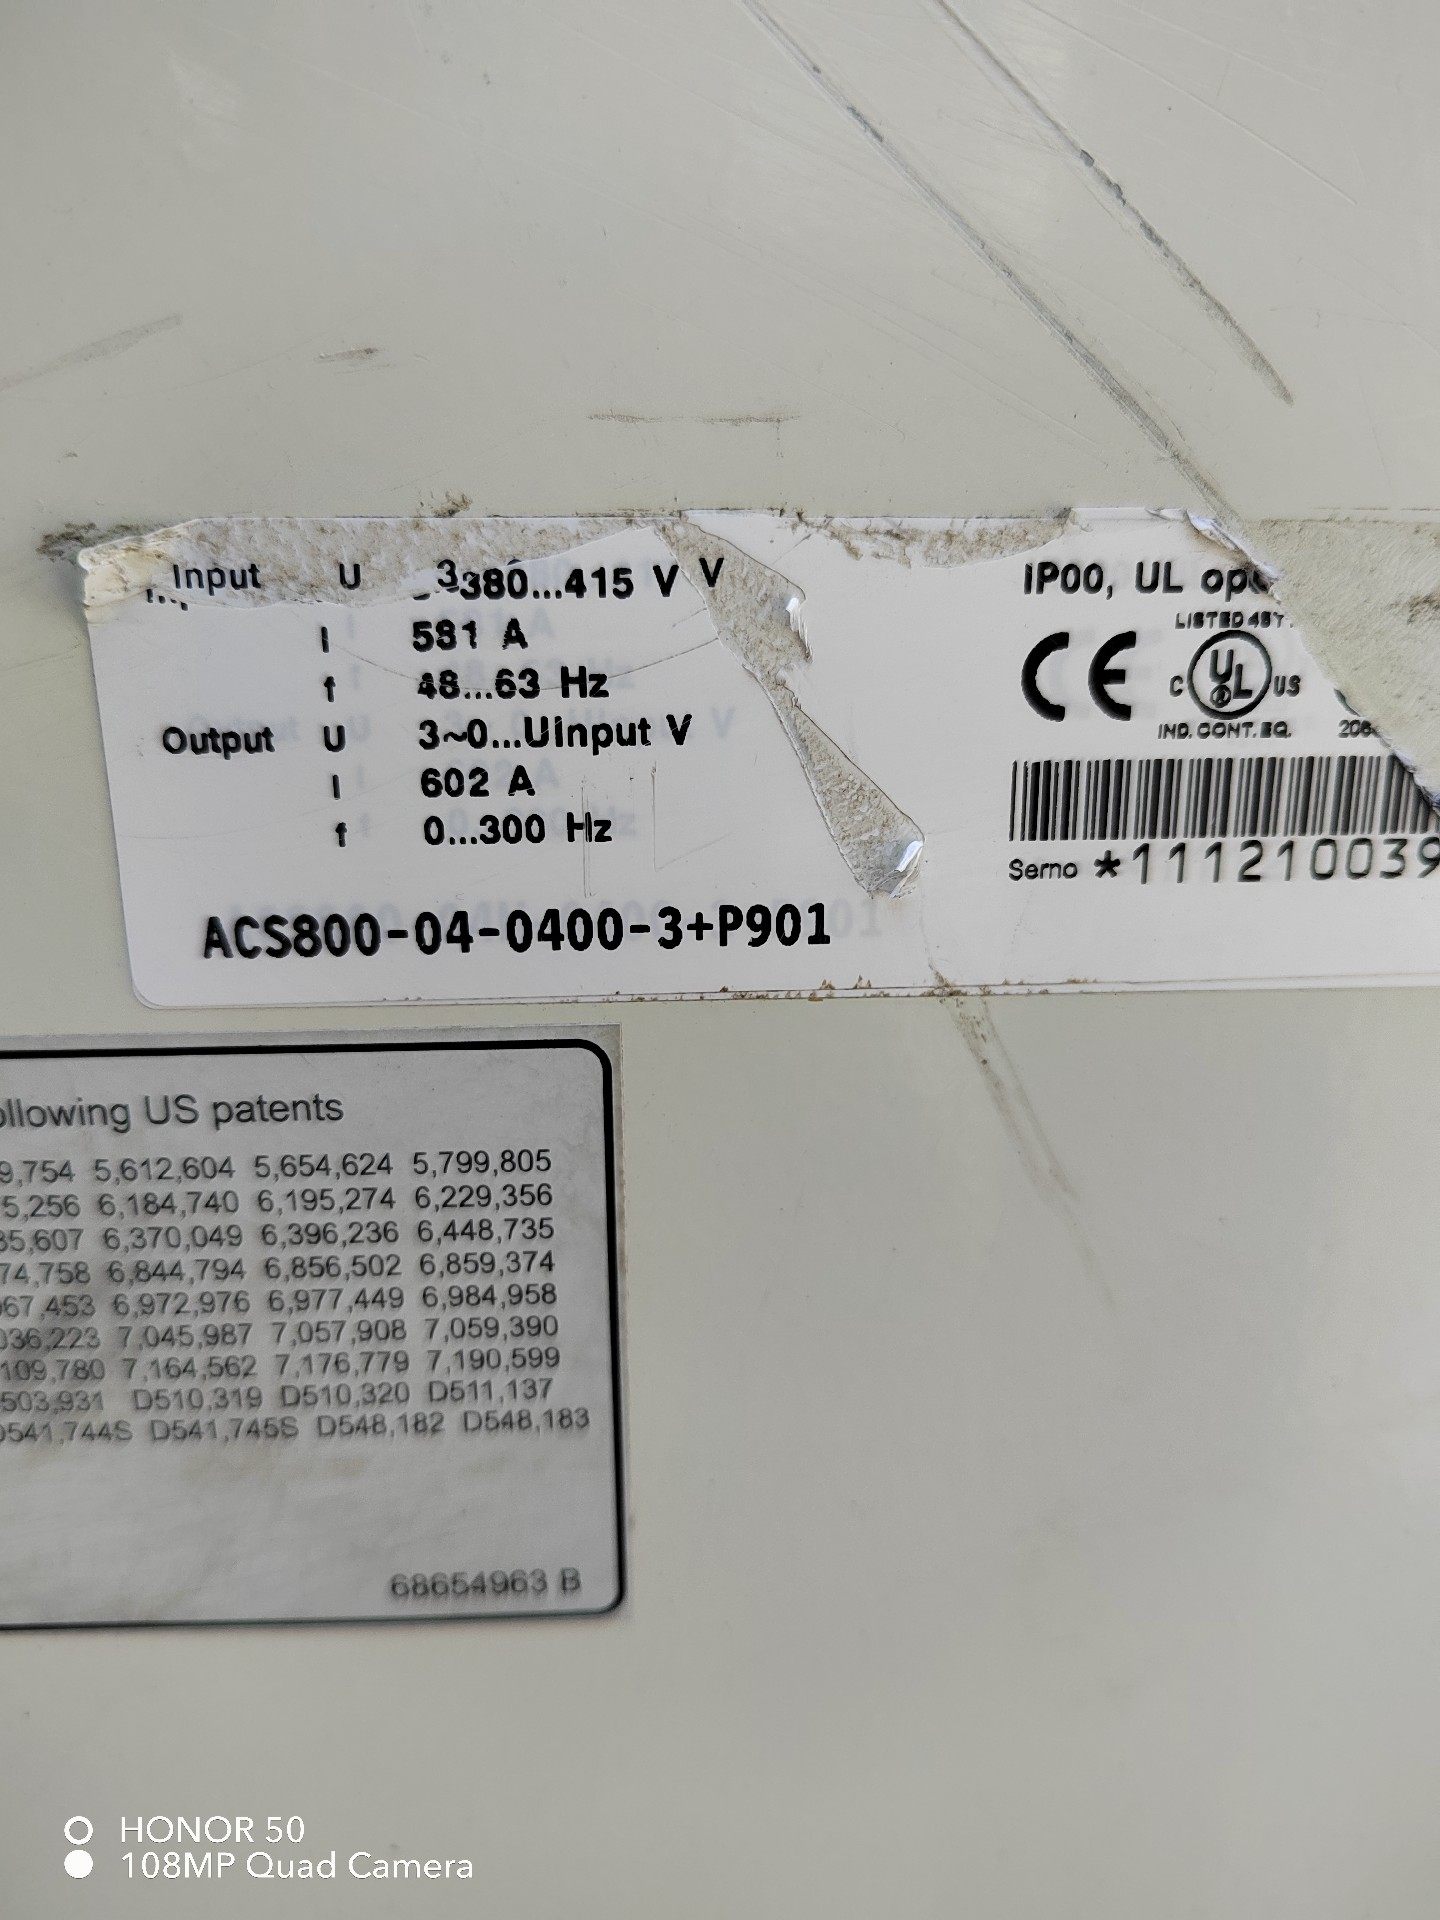 Input U 3 380...415 V V
I 581 A
f 48...63 Hz
Output U 3~0...Uinput V
I 602 A
f 0...300 Hz
ACS800-04-0400-3+P901
IP00, UL
LISTED 45Y
CE C UL US
IND. CONT. EQ.
Serno *111210039
ollowing US patents
9,754 5,612,604 5,654,624 5,799,805
5,256 6,184,740 6,195,274 6,229,356
35,607 6,370,049 6,396,236 6,448,735
74,758 6,844,794 6,856,502 6,859,374
967,453 6,972,976 6,977,449 6,984,958
036,223 7,045,987 7,057,908 7,059,390
109,780 7,164,562 7,176,779 7,190,599
503,931 D510,319 D510,320 D511,137
D541,744S D541,745S D548,182 D548,183
68654963 B
HONOR 50
108MP Quad Camera